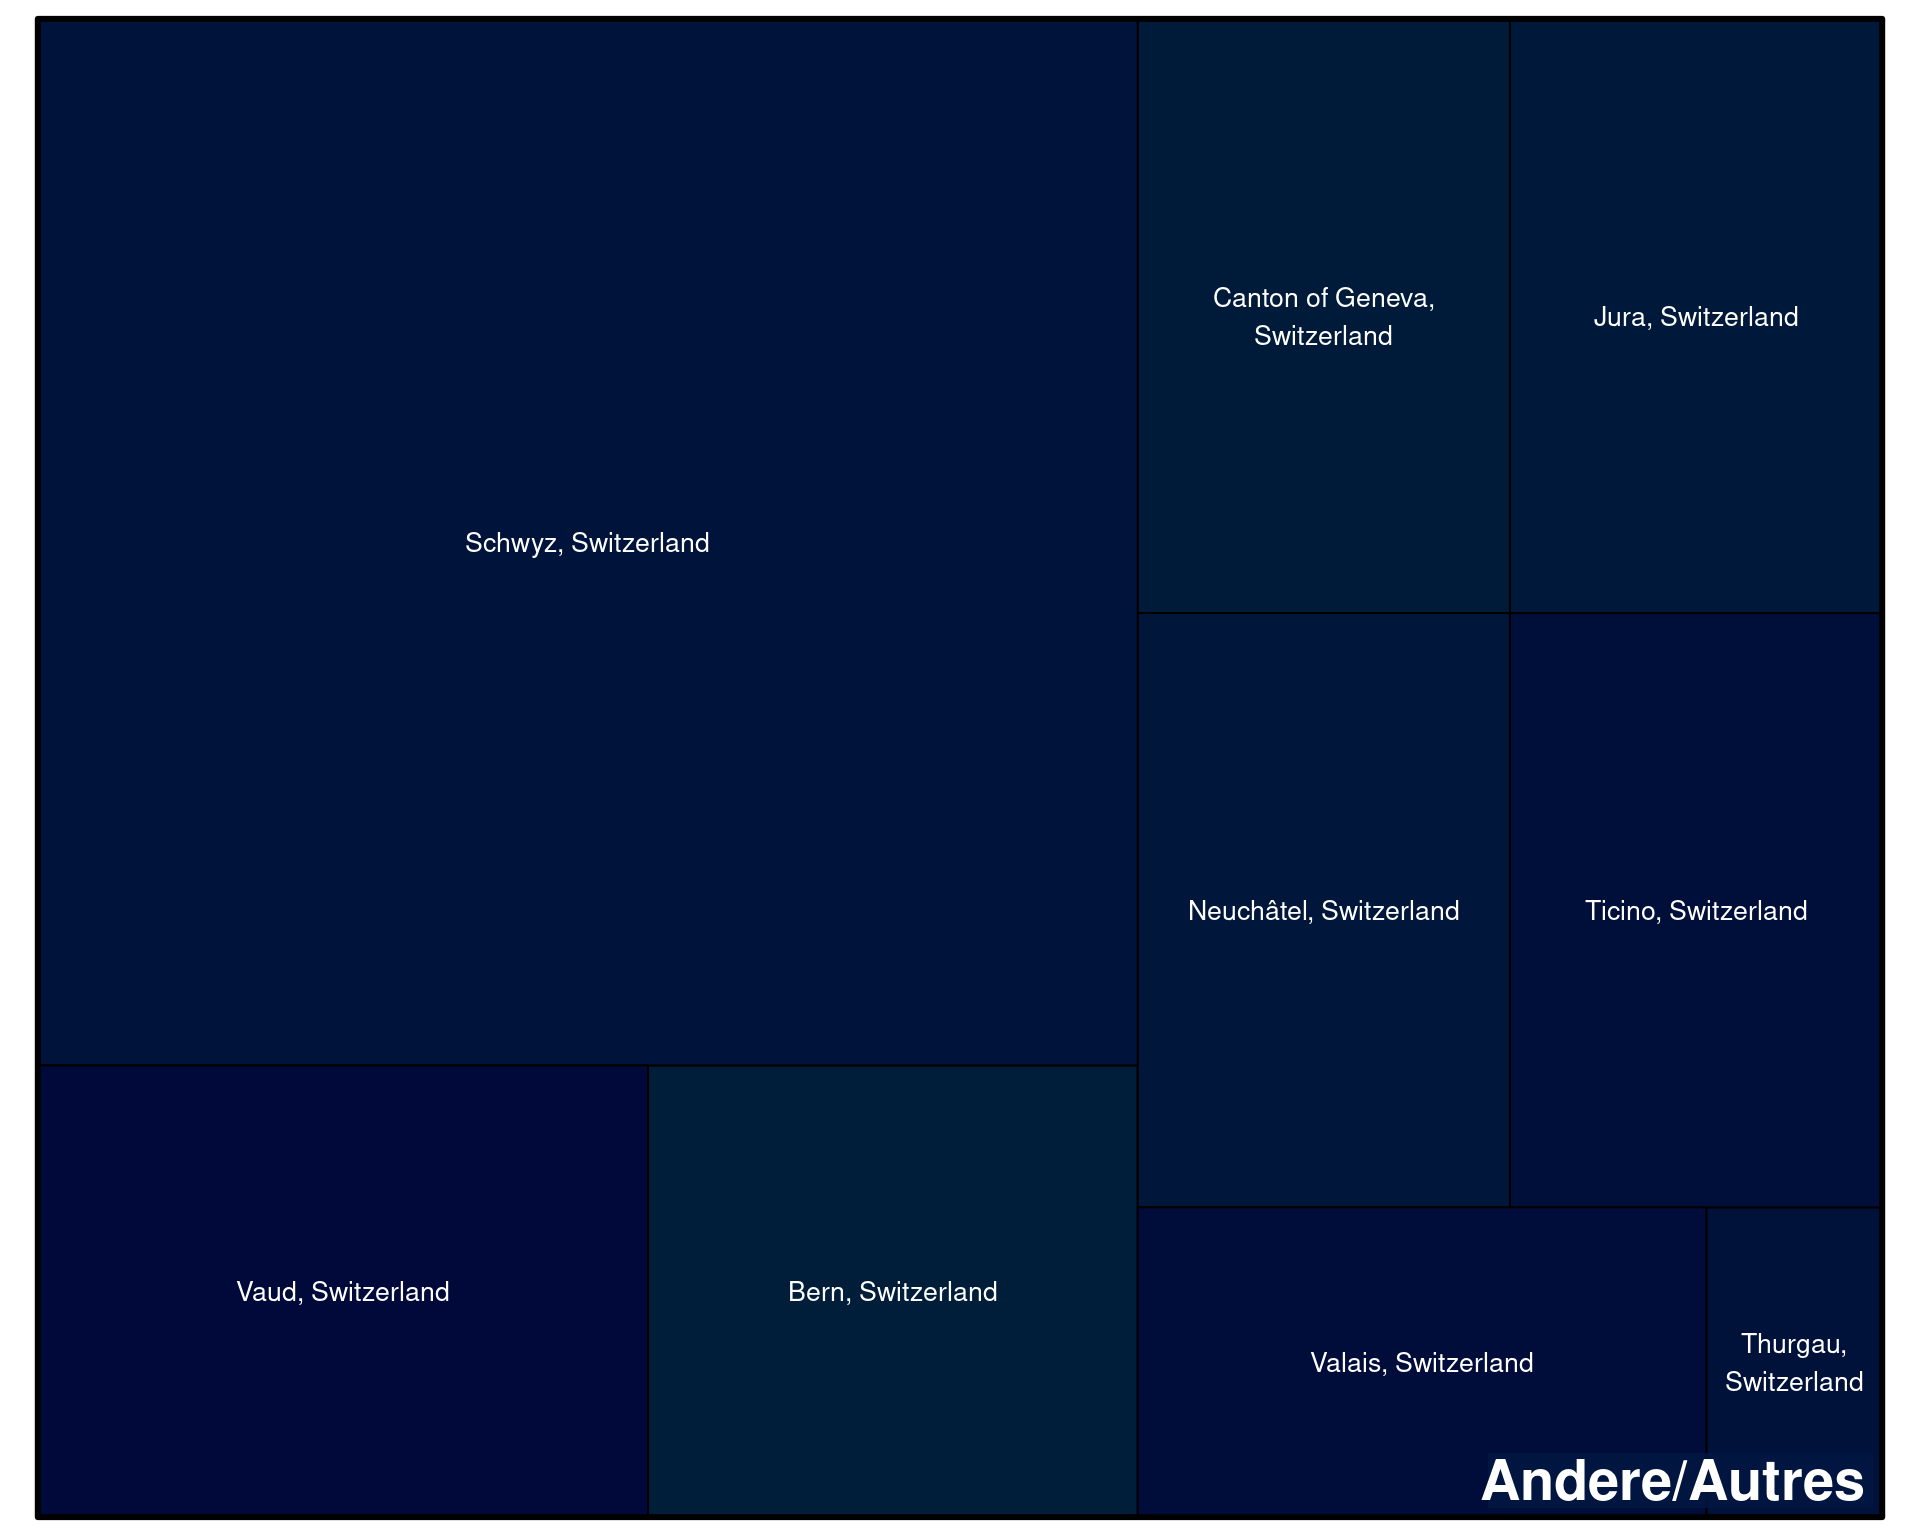 Schwyz, Switzerland
Canton of Geneva,
Switzerland
Jura, Switzerland
Neuchâtel, Switzerland
Ticino, Switzerland
Vaud, Switzerland
Bern, Switzerland
Valais, Switzerland
Thurgau,
Switzerland
Andere/Autres